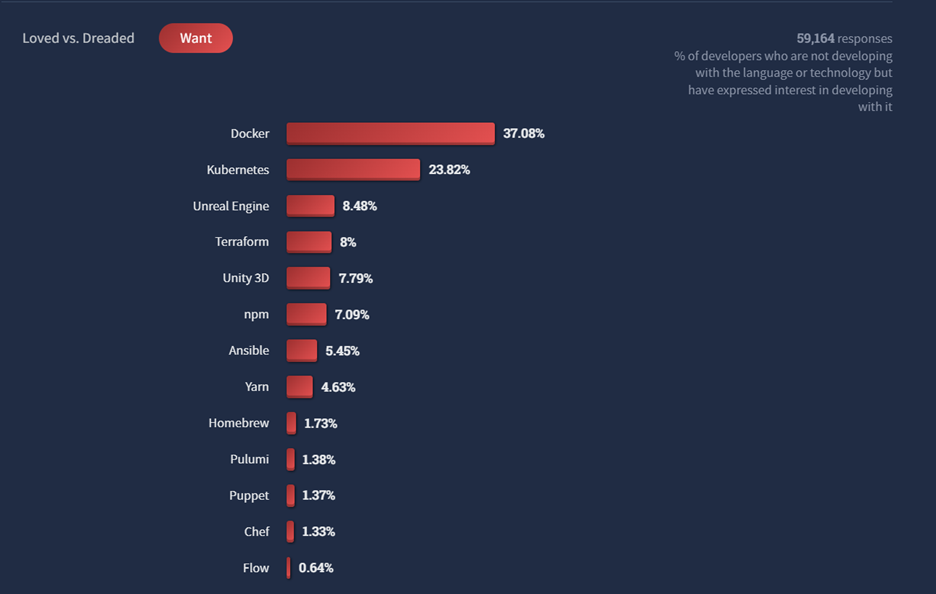 Loved vs. Dreaded
Want
59,164 responses
% of developers who are not developing
with the language or technology but
have expressed interest in developing
with it
Docker 37.08%
Kubernetes 23.82%
Unreal Engine 8.48%
Terraform 8%
Unity 3D 7.79%
npm 7.09%
Ansible 5.45%
Yarn 4.63%
Homebrew 1.73%
Pulumi 1.38%
Puppet 1.37%
Chef 1.33%
Flow 0.64%